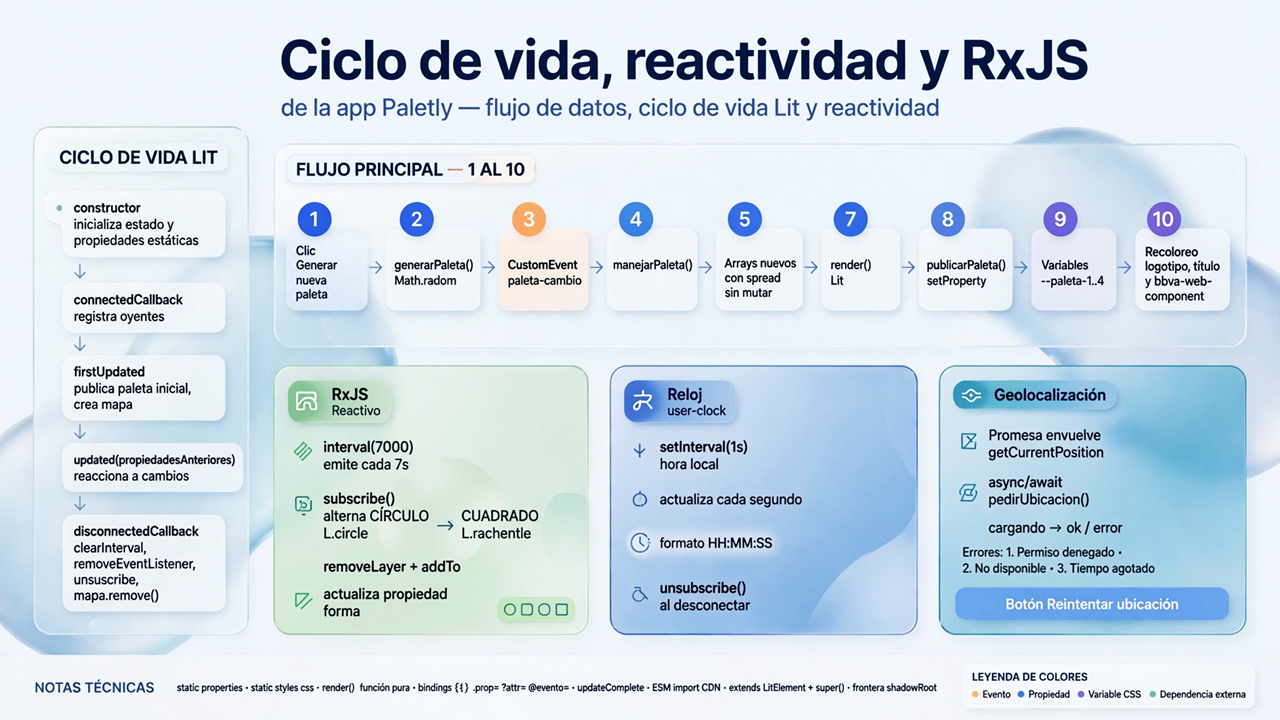 Ciclo de vida, reactividad y RxJS
de la app Paletly — flujo de datos, ciclo de vida Lit y reactividad
CICLO DE VIDA LIT
constructor
inicializa estado y
propiedades estáticas
connectedCallback
registra oyentes
firstUpdated
publica paleta inicial,
crea mapa
updated(propiedadesAnteriores)
reacciona a cambios
disconnectedCallback
clearInterval,
removeEventListener,
unsuscribe,
mapa.remove()
FLUJO PRINCIPAL — 1 AL 10
1
Clic
Generar
nueva
paleta
2
generarPaleta()
Math.radom
3
CustomEvent
paleta-cambio
4
manejarPaleta()
5
Arrays nuevos
con spread
sin mutar
7
render()
Lit
8
publicarPaleta()
setProperty
9
Variables
--paleta-1..4
10
Recoloreo
logotipo, título
y bbva-web-
component
RxJS
Reactivo
interval(7000)
emite cada 7s
subscribe()
alterna CÍRCULO → CUADRADO
L.circle L.rachentle
removeLayer + addTo
actualiza propiedad
forma
Reloj
user-clock
setInterval(1s)
hora local
actualiza cada segundo
formato HH:MM:SS
unsubscribe()
al desconectar
Geolocalización
Promesa envuelve
getCurrentPosition
async/await
pedirUbicacion()
cargando → ok / error
Errores: 1. Permiso denegado •
2. No disponible • 3. Tiempo agotado
Botón Reintentar ubicación
NOTAS TÉCNICAS
static properties • static styles css • render() función pura • bindings {⁠{} .prop= ?attr= @evento= • updateComplete • ESM import CDN • extends LitElement + super() • frontera shadowRoot
LEYENDA DE COLORES
Evento Propiedad Variable CSS Dependencia externa